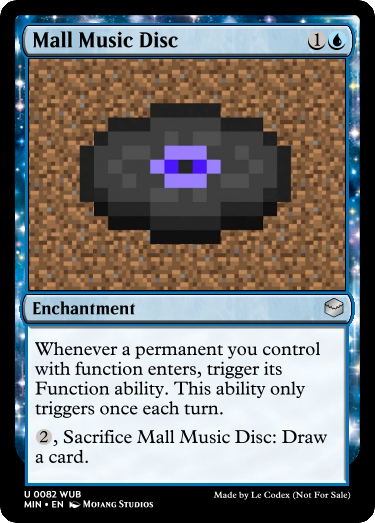 Mall Music Disc 1
Enchantment
Whenever a permanent you control
with function enters, trigger its
Function ability. This ability only
triggers once each turn.
2, Sacrifice Mall Music Disc: Draw
a card.
U 0082 WUB
MIN • EN Mojang Studios
Made by Le Codex (Not For Sale)